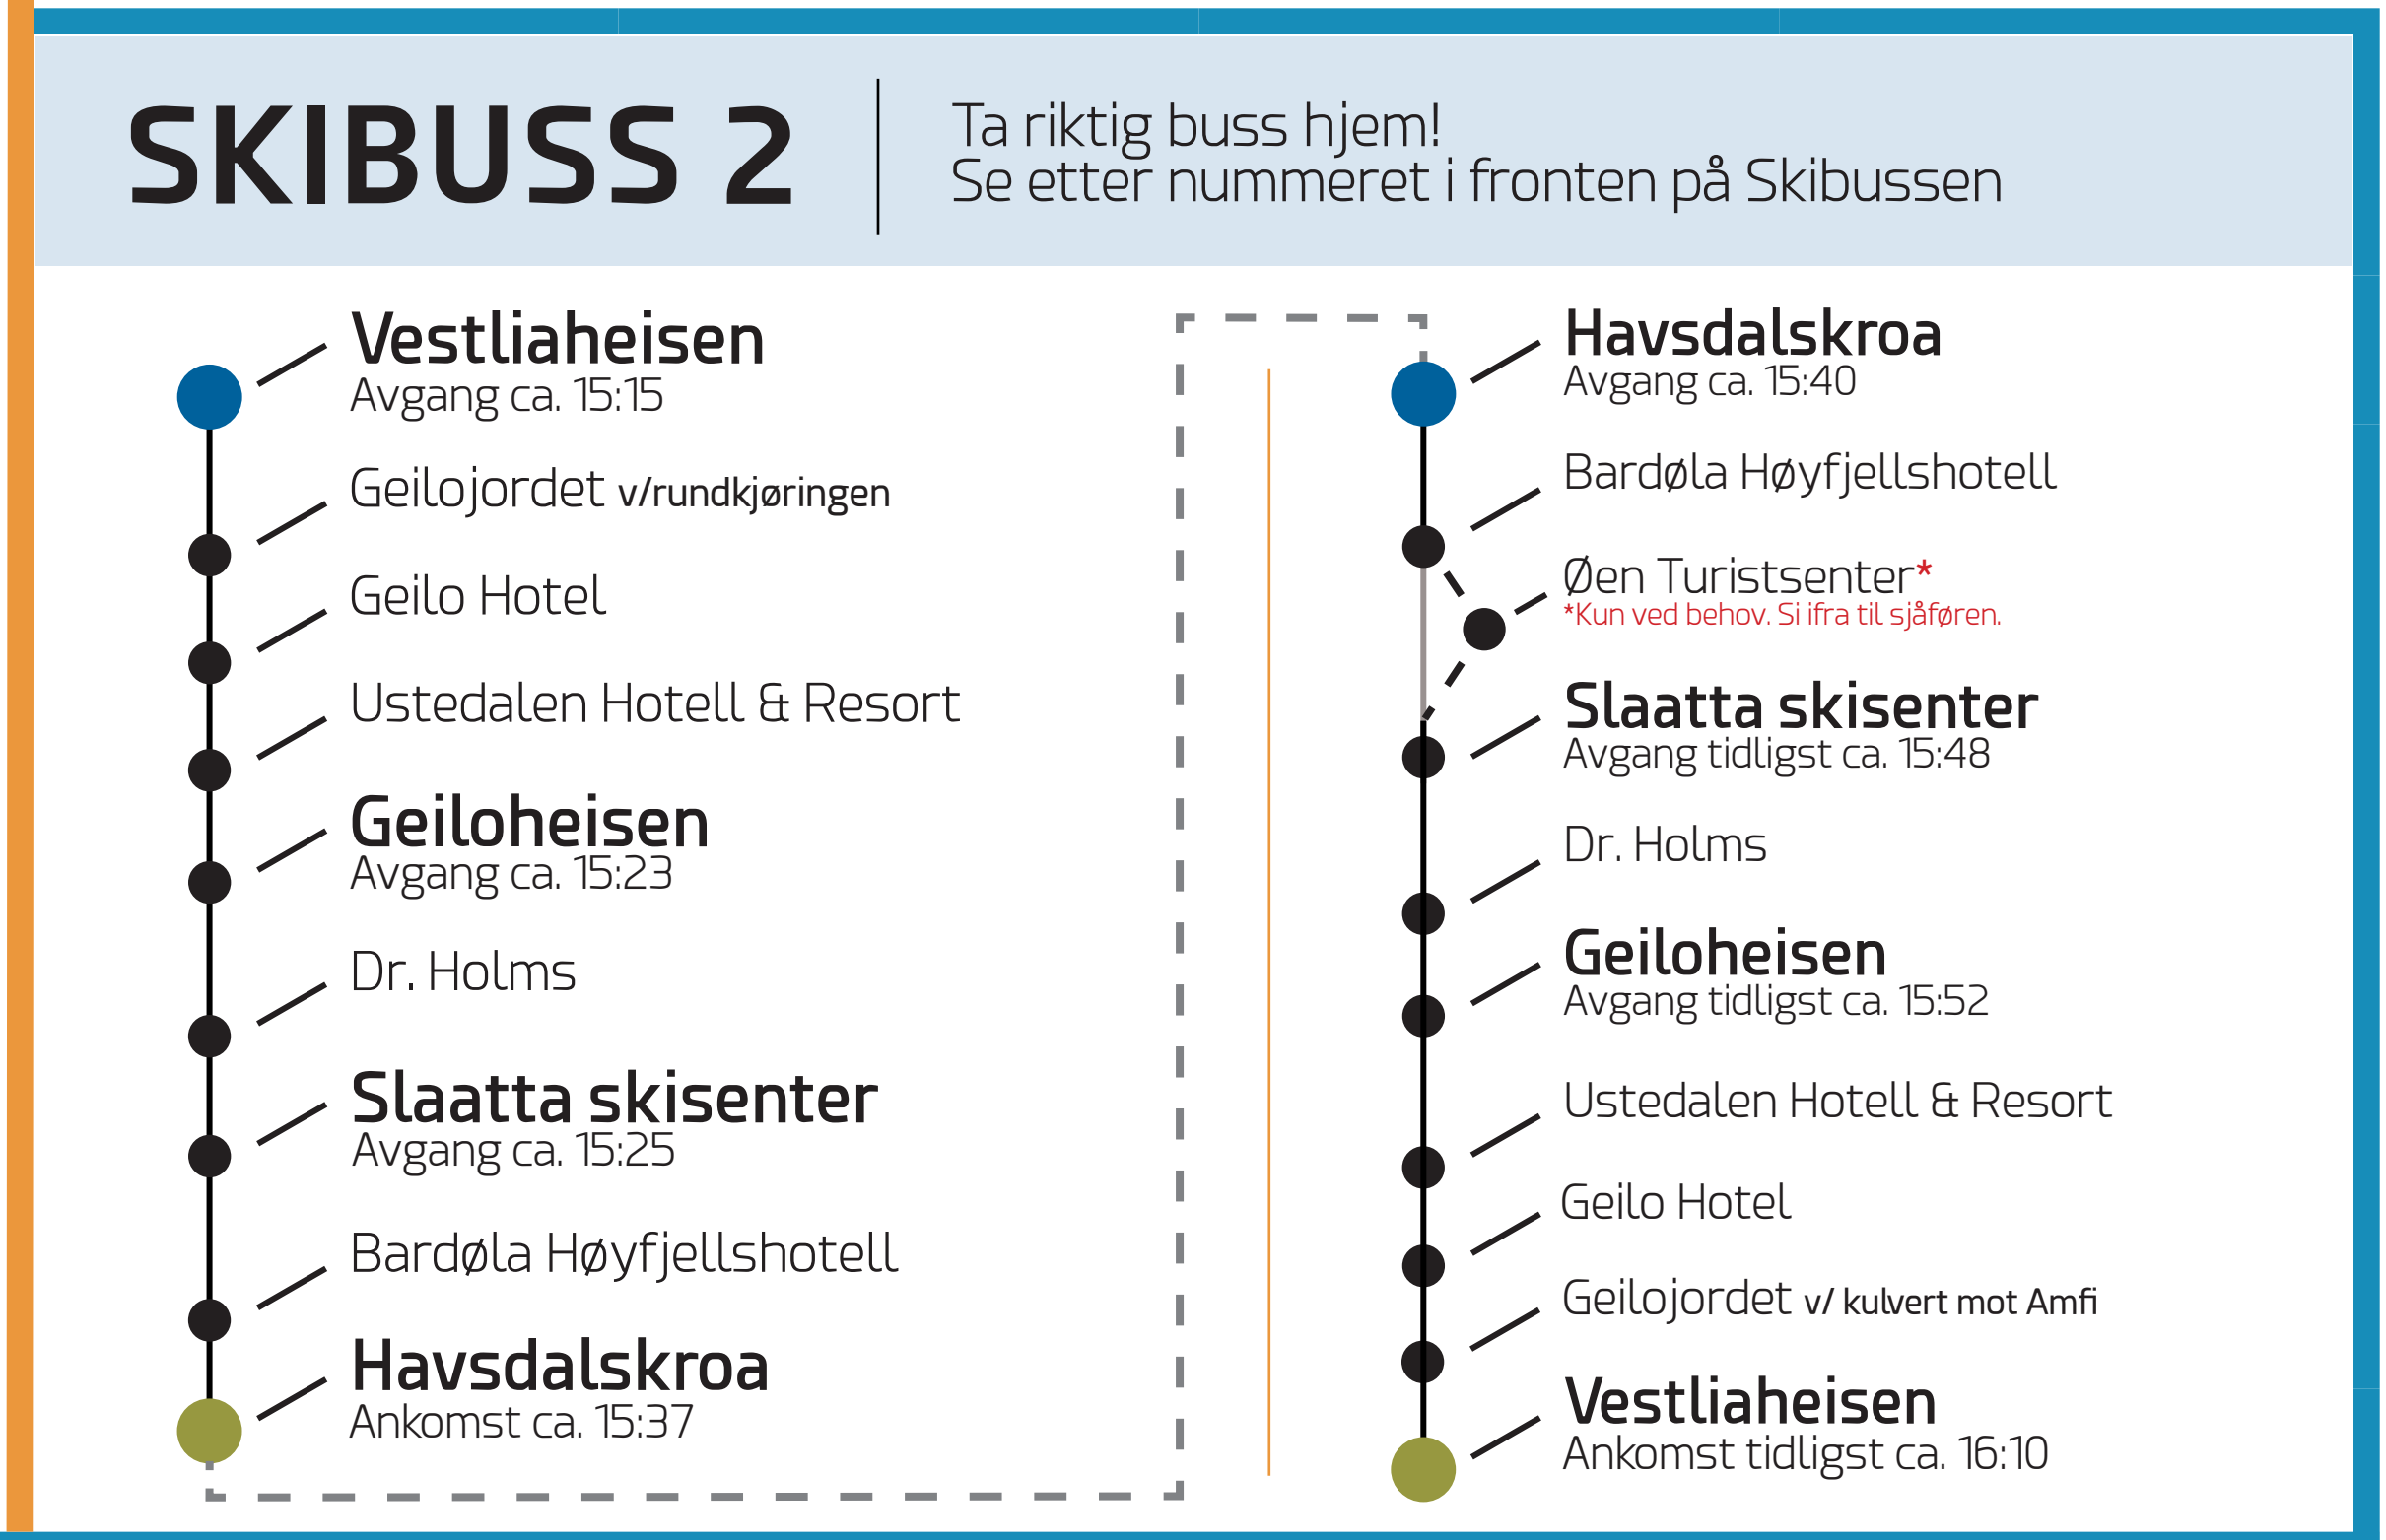 SKIBUSS 2
Ta riktig buss hjem!
Se etter nummeret i fronten på Skibussen
Vestliaheisen
Avgang ca. 15:15
Geilojordet v/rundkjøringen
Geilo Hotel
Ustedalen Hotell & Resort
Geiloheisen
Avgang ca. 15:23
Dr. Holms
Slaatta skisenter
Avgang ca. 15:25
Bardøla Høyfjellshotell
Havsdalskroa
Ankomst ca. 15:37
Havsdalskroa
Avgang ca. 15:40
Bardøla Høyfjellshotell
Øen Turistsenter*
*Kun ved behov. Si ifra til sjåføren.
Slaatta skisenter
Avgang tidligst ca. 15:48
Dr. Holms
Geiloheisen
Avgang tidligst ca. 15:52
Ustedalen Hotell & Resort
Geilo Hotel
Geilojordet v/ kulvert mot Amfi
Vestliaheisen
Ankomst tidligst ca. 16:10